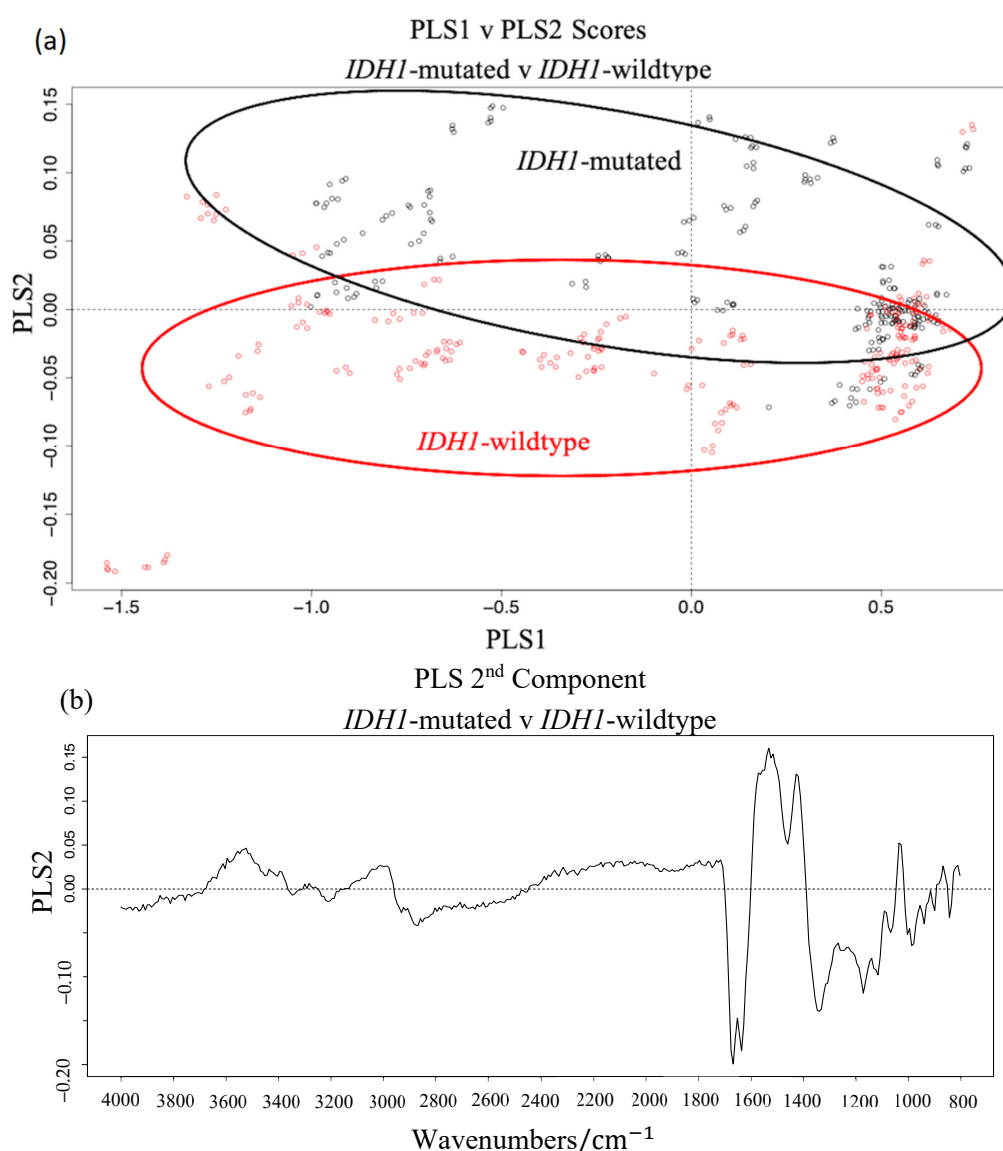 (a)
PLS1 v PLS2 Scores
IDH1-mutated v IDH1-wildtype
IDH1-mutated
IDH1-wildtype
PLS2
0.15
0.10
0.05
0.00
−0.05
−0.10
−0.15
−0.20
−1.5 −1.0 −0.5 0.0 0.5
PLS1
(b)
PLS 2nd Component
IDH1-mutated v IDH1-wildtype
PLS2
0.15
0.05
0.00
−0.10
−0.20
4000 3600 3400 3200 3000 2800 2600 2400 2200 2000 1800 1600 1400 1200 1000 800
Wavenumbers/cm−1